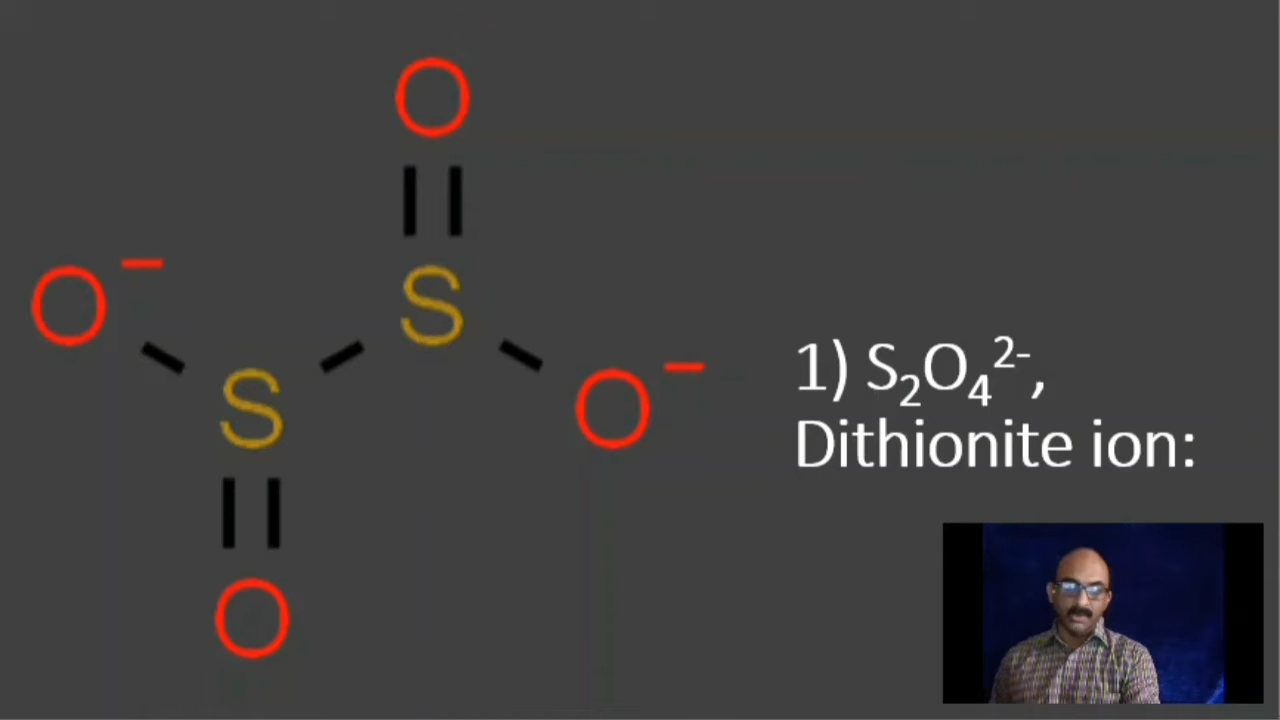 O
O⁻
S
S
O⁻
O
1) S₂O₄²⁻,
Dithionite ion: